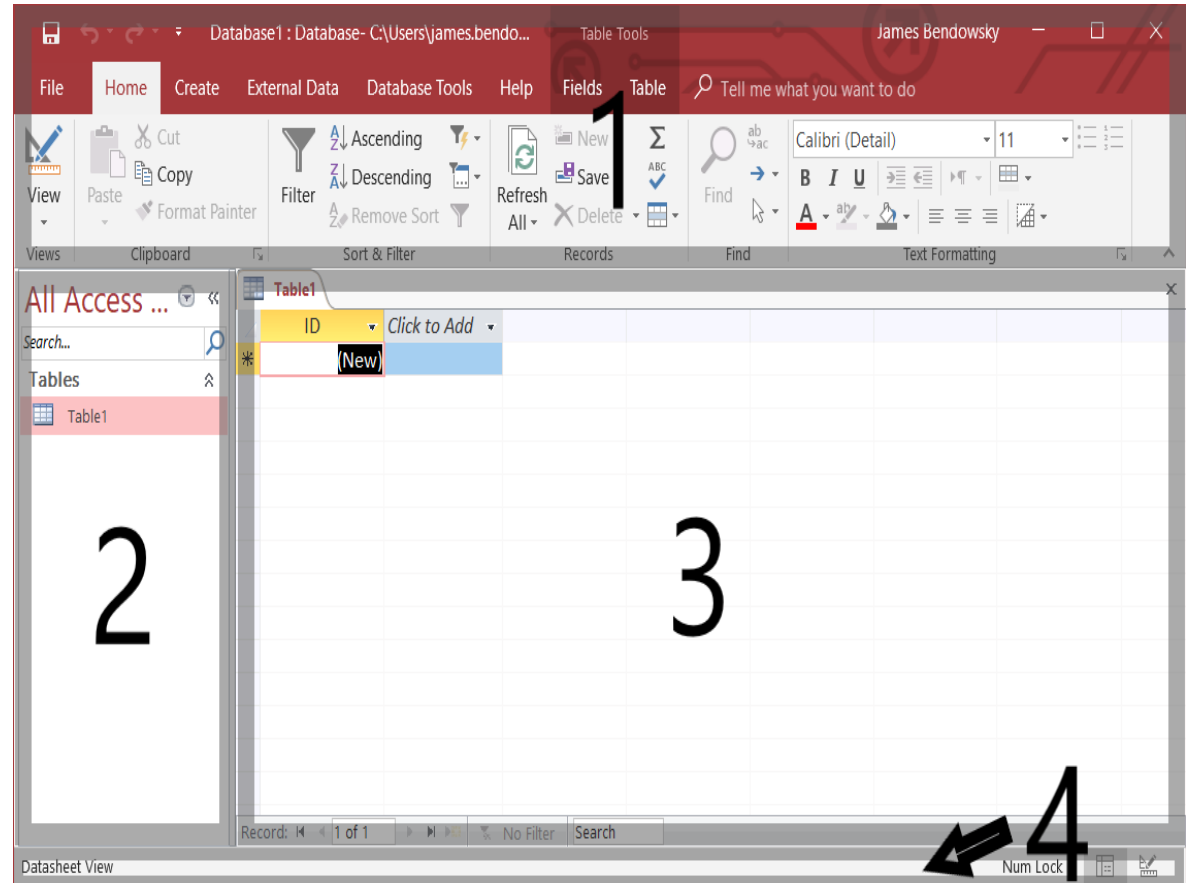 Database1 : Database- C:\Users\james.bendo... Table Tools James Bendowsky
File Home Create External Data Database Tools Help Fields Table Tell me what you want to do
1
View Paste Cut Copy Format Painter Filter Ascending Descending Remove Sort Refresh All New Save Delete Σ ABC Find ab ac Calibri (Detail) 11 B I U A ab
Views Clipboard Sort & Filter Records Find Text Formatting
All Access ... Table1
Search... ID Click to Add
(New)
Tables
Table1
2 3
4
Record: 1 of 1 No Filter Search
Datasheet View Num Lock